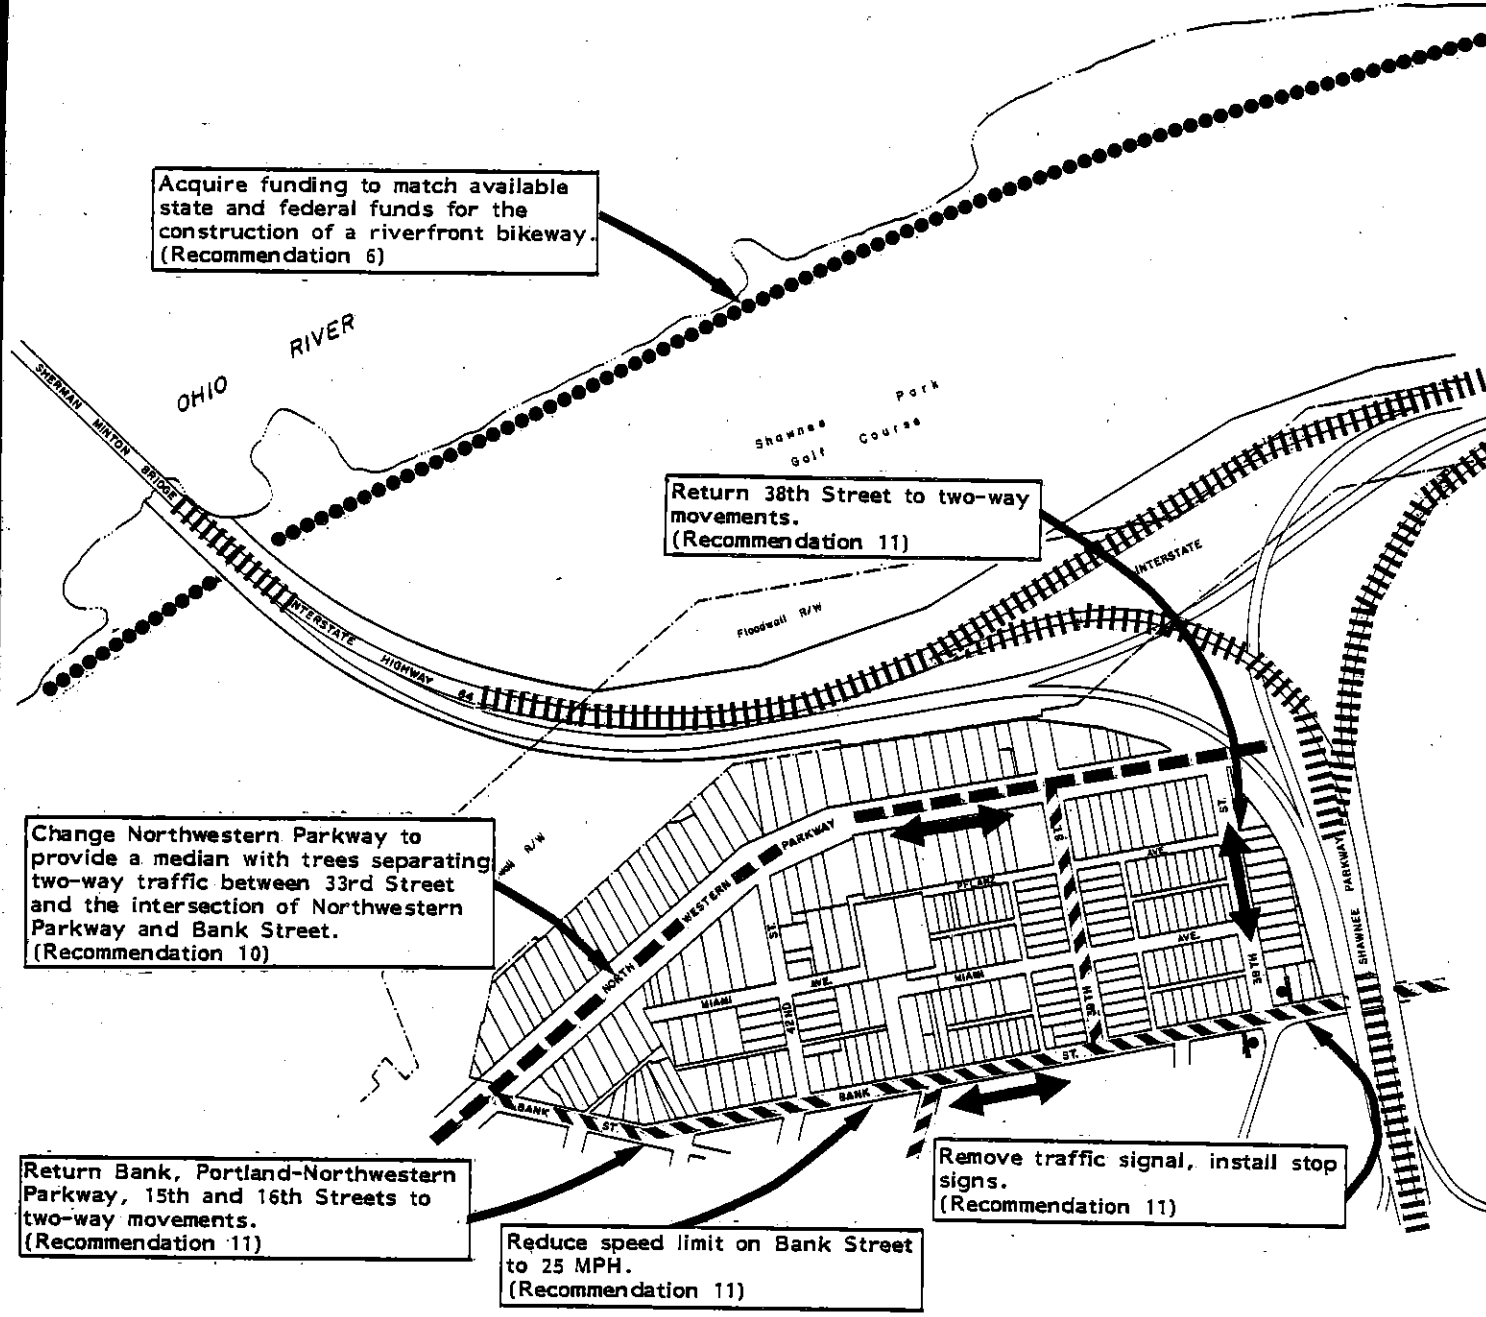 Acquire funding to match available
state and federal funds for the
construction of a riverfront bikeway.
(Recommendation 6)
OHIO RIVER
SHERMAN MINTON BRIDGE
Shawnee Park
Golf Course
Return 38th Street to two-way
movements.
(Recommendation 11)
INTERSTATE
INTERSTATE HIGHWAY 64
Floodwall R/W
Change Northwestern Parkway to
provide a median with trees separating
two-way traffic between 33rd Street
and the intersection of Northwestern
Parkway and Bank Street.
(Recommendation 10)
R/W
NORTH WESTERN PARKWAY
ST.
ST.
AVE.
PFLANZ
SHAWNEE PARKWAY
ST.
AVE.
38TH
MIAMI
AVE.
MIAMI
42ND
39TH
BANK
ST.
BANK
ST.
Return Bank, Portland-Northwestern
Parkway, 15th and 16th Streets to
two-way movements.
(Recommendation 11)
Reduce speed limit on Bank Street
to 25 MPH.
(Recommendation 11)
Remove traffic signal, install stop
signs.
(Recommendation 11)